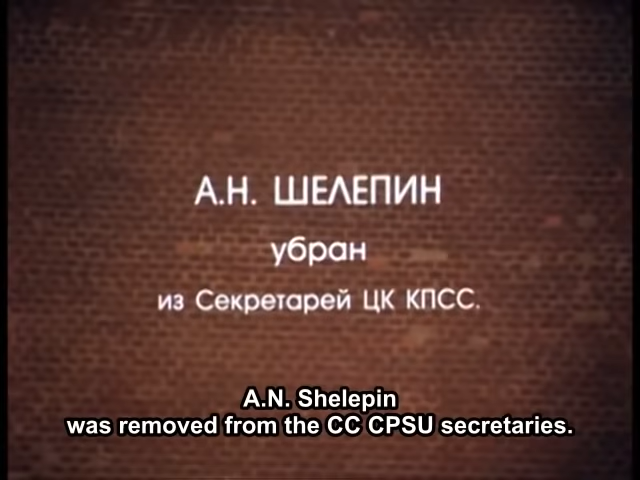 А.Н. ШЕЛЕПИН
убран
из Секретарей ЦК КПСС.
A.N. Shelepin
was removed from the CC CPSU secretaries.